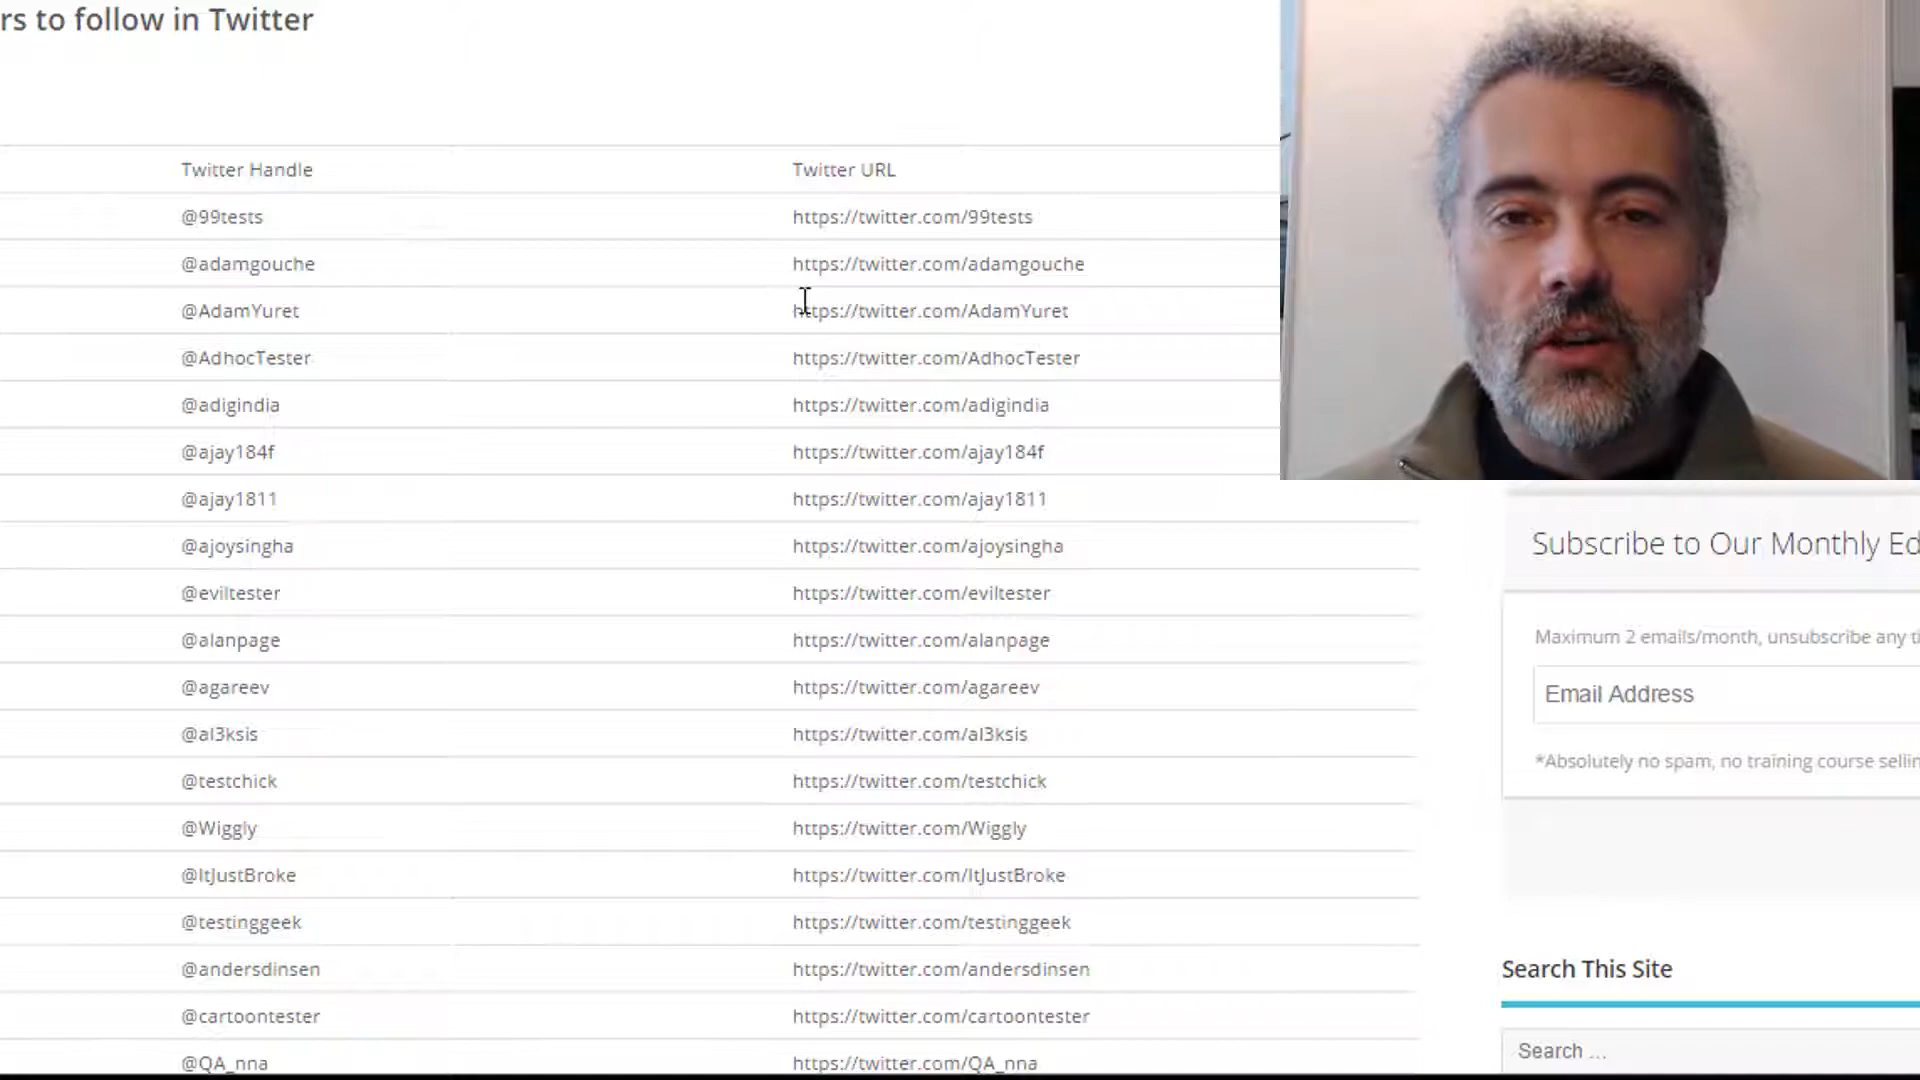 rs to follow in Twitter
Twitter Handle Twitter URL
@99tests https://twitter.com/99tests
@adamgouche https://twitter.com/adamgouche
@AdamYuret https://twitter.com/AdamYuret
@AdhocTester https://twitter.com/AdhocTester
@adigindia https://twitter.com/adigindia
@ajay184f https://twitter.com/ajay184f
@ajay1811 https://twitter.com/ajay1811
@ajoysingha https://twitter.com/ajoysingha
@eviltester https://twitter.com/eviltester
@alanpage https://twitter.com/alanpage
@agareev https://twitter.com/agareev
@al3ksis https://twitter.com/al3ksis
@testchick https://twitter.com/testchick
@Wiggly https://twitter.com/Wiggly
@ItJustBroke https://twitter.com/ItJustBroke
@testinggeek https://twitter.com/testinggeek
@andersdinsen https://twitter.com/andersdinsen
@cartoontester https://twitter.com/cartoontester
@QA_nna https://twitter.com/QA_nna
Subscribe to Our Monthly Ed
Maximum 2 emails/month, unsubscribe any ti
Email Address
*Absolutely no spam, no training course sellin
Search This Site
Search ...